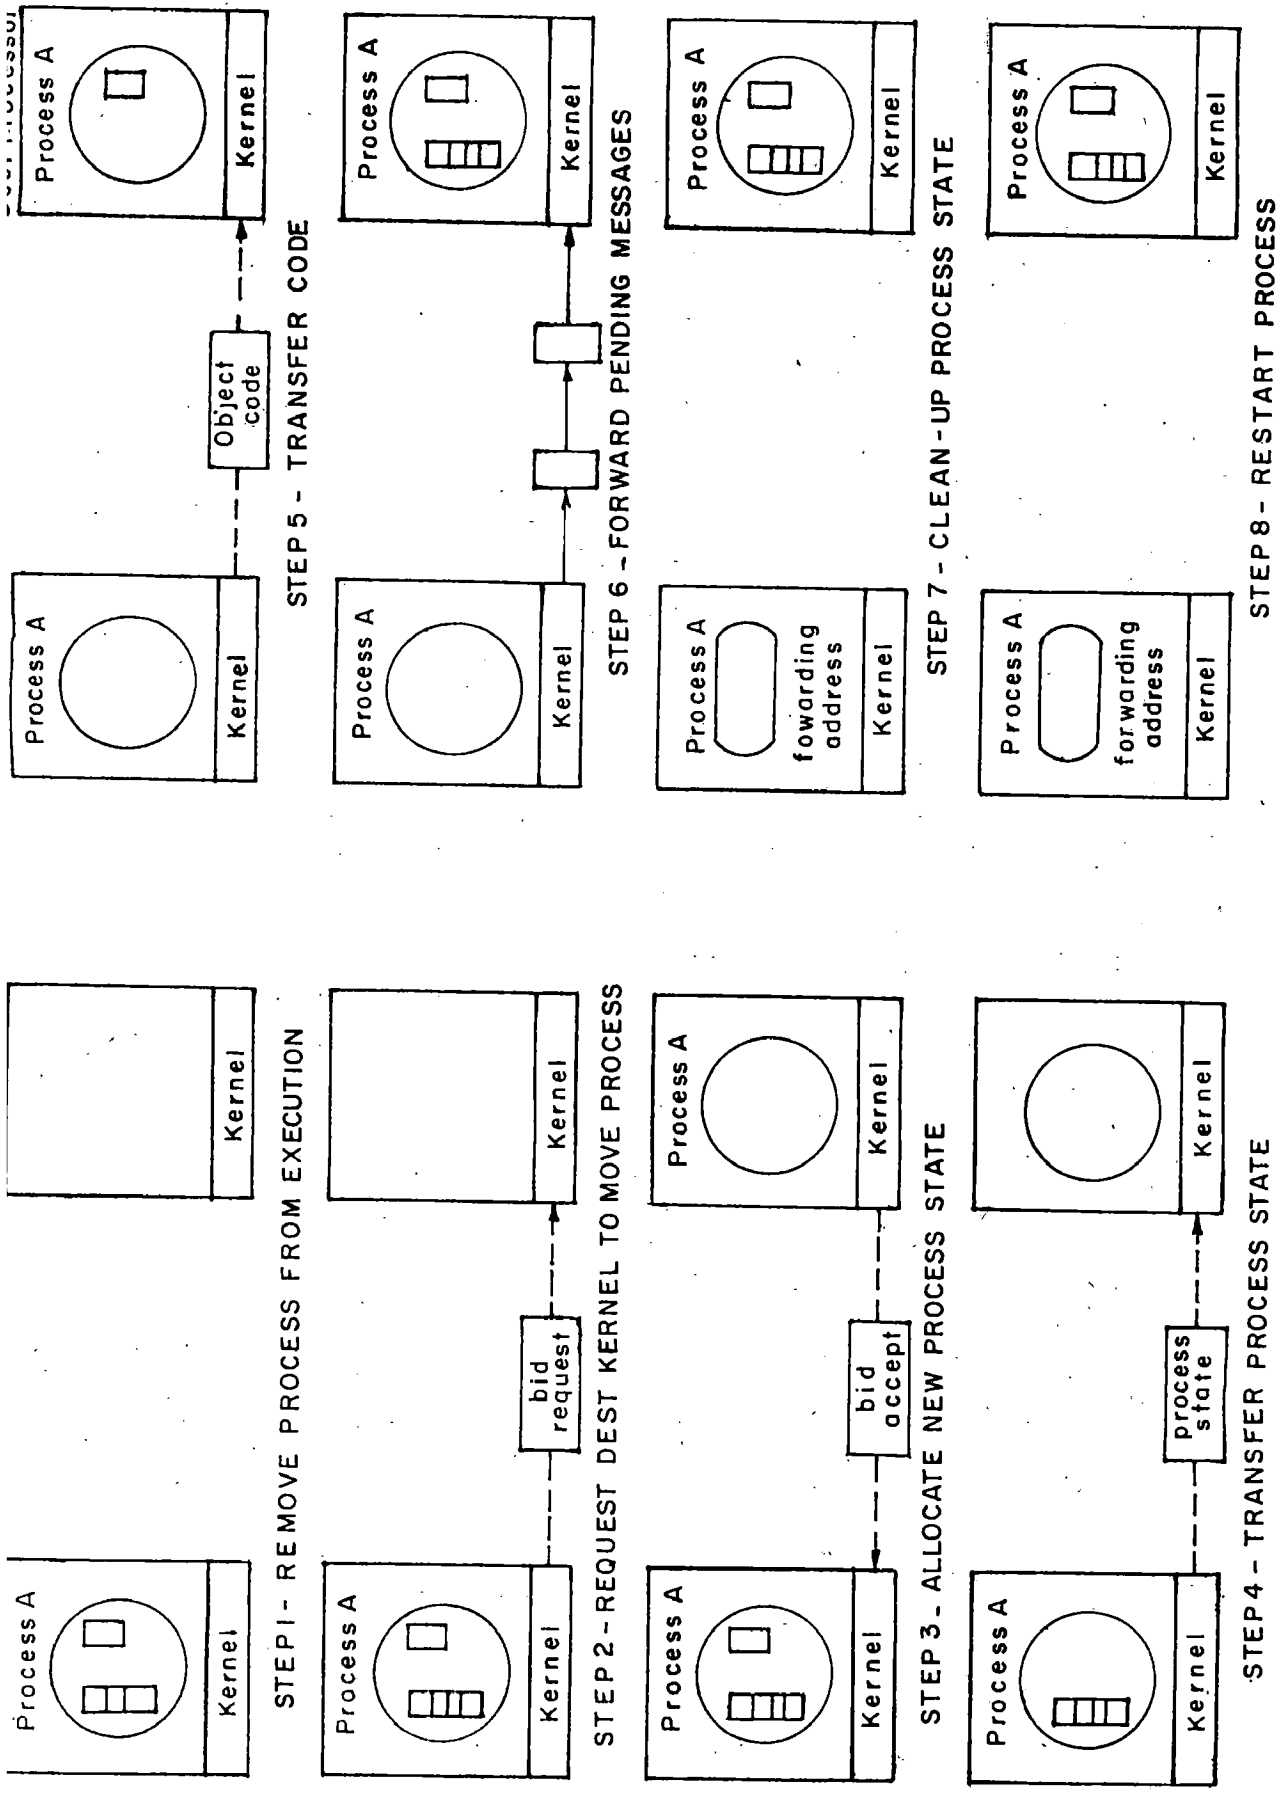 Process A
Kernel
Kernel
STEP 1 - REMOVE PROCESS FROM EXECUTION
Process A
Kernel
bid
request
Kernel
STEP 2 - REQUEST DEST KERNEL TO MOVE PROCESS
Process A
Kernel
bid
accept
Process A
Kernel
STEP 3 - ALLOCATE NEW PROCESS STATE
Process A
Kernel
process
state
Kernel
STEP 4 - TRANSFER PROCESS STATE
Process A
Kernel
Object
code
Process A
Kernel
STEP 5 - TRANSFER CODE
Process A
Kernel
Process A
Kernel
STEP 6 - FORWARD PENDING MESSAGES
Process A
fowarding
address
Kernel
Process A
Kernel
STEP 7 - CLEAN-UP PROCESS STATE
Process A
forwarding
address
Kernel
Process A
Kernel
STEP 8 - RESTART PROCESS